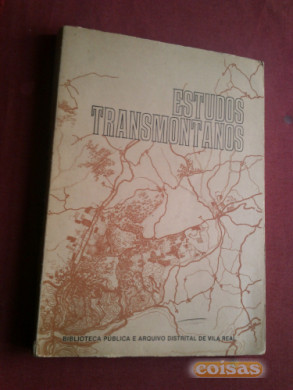 ESTUDOS
TRANSMONTANOS
BIBLIOTECA PÚBLICA E ARQUIVO DISTRITAL DE VILA REAL
coisas